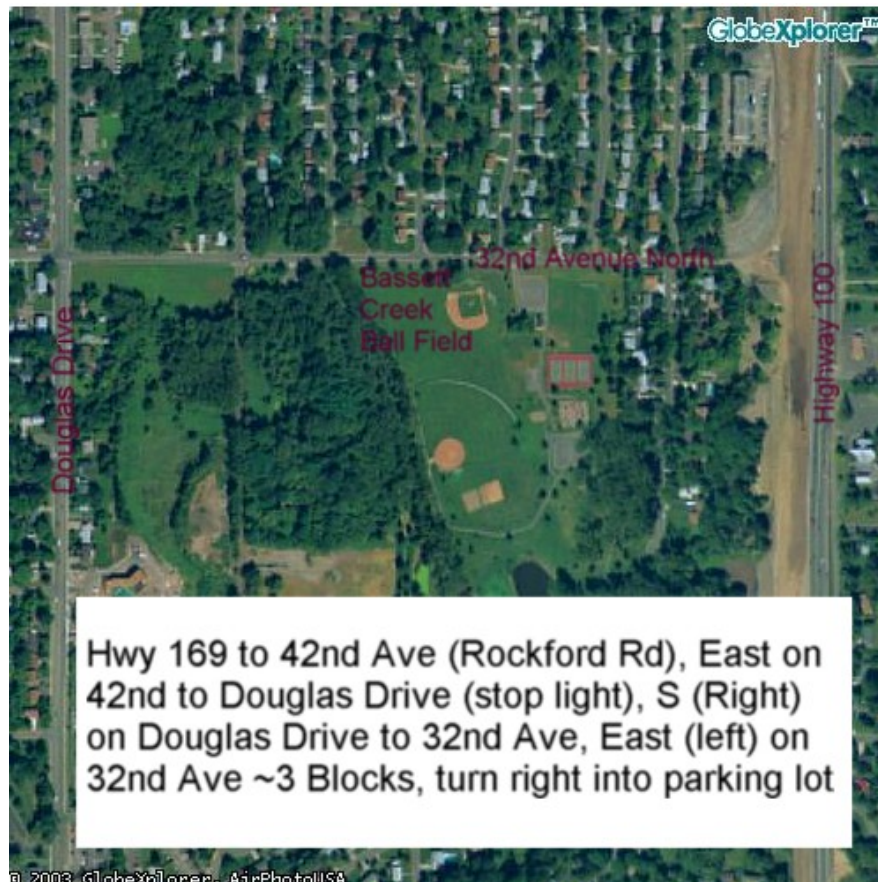 GlobeXplorer™
32nd Avenue North
Bassett
Creek
Ball Field
Douglas Drive
Highway 100
Hwy 169 to 42nd Ave (Rockford Rd), East on
42nd to Douglas Drive (stop light), S (Right)
on Douglas Drive to 32nd Ave, East (left) on
32nd Ave ~3 Blocks, turn right into parking lot
© 2003 GlobeXplorer, AirPhotoUSA